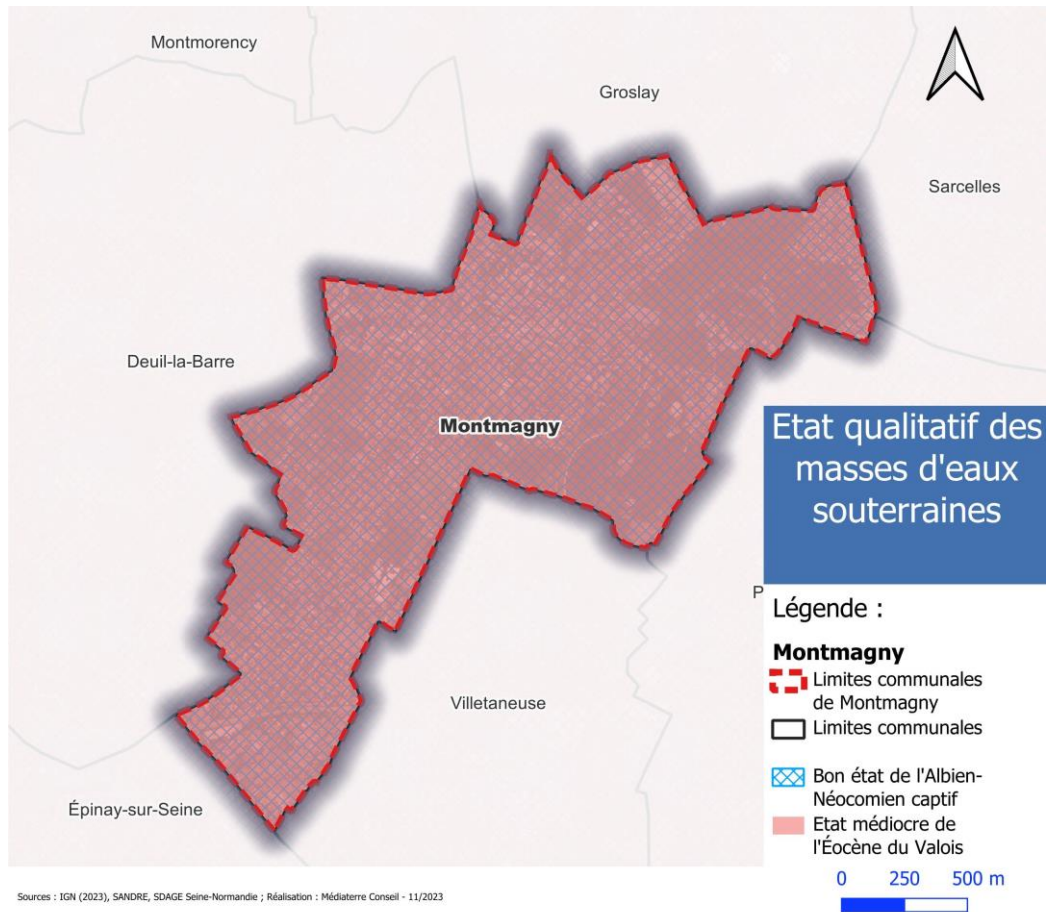 Montmorency
Groslay
Sarcelles
Deuil-la-Barre
Montmagny
Etat qualitatif des
masses d'eaux
souterraines
P
Villetaneuse
Épinay-sur-Seine
Légende :
Montmagny
Limites communales
de Montmagny
Limites communales
Bon état de l'Albien-
Néocomien captif
Etat médiocre de
l'Éocène du Valois
0 250 500 m
Sources : IGN (2023), SANDRE, SDAGE Seine-Normandie ; Réalisation : Médiaterre Conseil - 11/2023